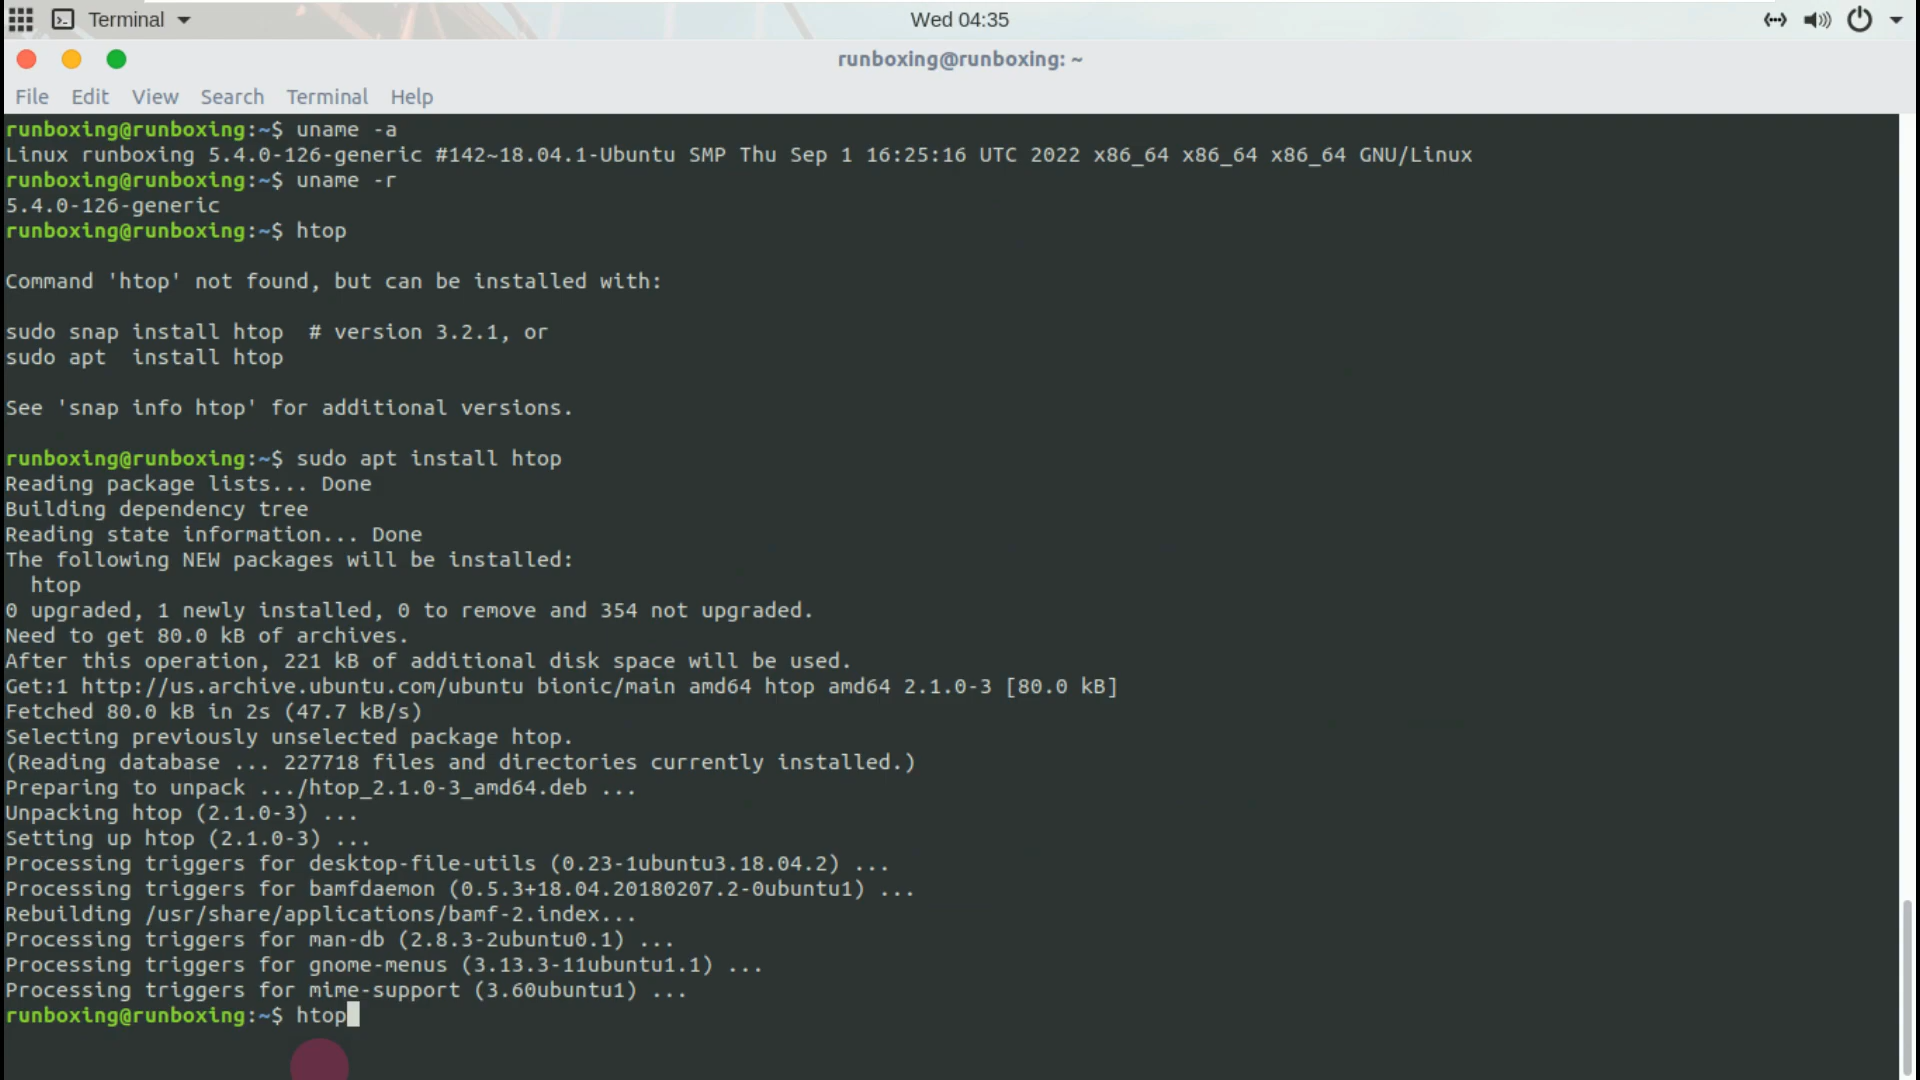 Terminal
Wed 04:35
runboxing@runboxing: ~
File Edit View Search Terminal Help
runboxing@runboxing:~$ uname -a
Linux runboxing 5.4.0-126-generic #142~18.04.1-Ubuntu SMP Thu Sep 1 16:25:16 UTC 2022 x86_64 x86_64 x86_64 GNU/Linux
runboxing@runboxing:~$ uname -r
5.4.0-126-generic
runboxing@runboxing:~$ htop
Command 'htop' not found, but can be installed with:
sudo snap install htop  # version 3.2.1, or
sudo apt  install htop
See 'snap info htop' for additional versions.
runboxing@runboxing:~$ sudo apt install htop
Reading package lists... Done
Building dependency tree
Reading state information... Done
The following NEW packages will be installed:
  htop
0 upgraded, 1 newly installed, 0 to remove and 354 not upgraded.
Need to get 80.0 kB of archives.
After this operation, 221 kB of additional disk space will be used.
Get:1 http://us.archive.ubuntu.com/ubuntu bionic/main amd64 htop amd64 2.1.0-3 [80.0 kB]
Fetched 80.0 kB in 2s (47.7 kB/s)
Selecting previously unselected package htop.
(Reading database ... 227718 files and directories currently installed.)
Preparing to unpack .../htop_2.1.0-3_amd64.deb ...
Unpacking htop (2.1.0-3) ...
Setting up htop (2.1.0-3) ...
Processing triggers for desktop-file-utils (0.23-1ubuntu3.18.04.2) ...
Processing triggers for bamfdaemon (0.5.3+18.04.20180207.2-0ubuntu1) ...
Rebuilding /usr/share/applications/bamf-2.index...
Processing triggers for man-db (2.8.3-2ubuntu0.1) ...
Processing triggers for gnome-menus (3.13.3-11ubuntu1.1) ...
Processing triggers for mime-support (3.60ubuntu1) ...
runboxing@runboxing:~$ htop